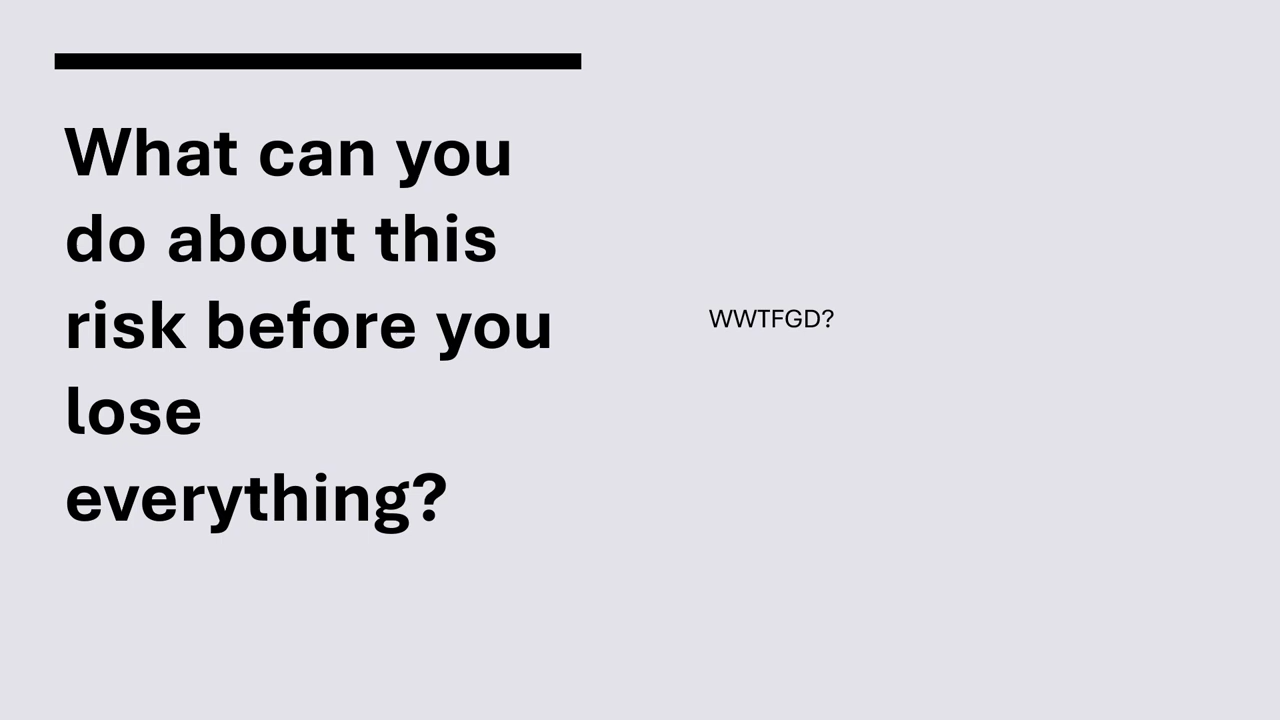 What can you
do about this
risk before you
lose
everything?
WWTFGD?